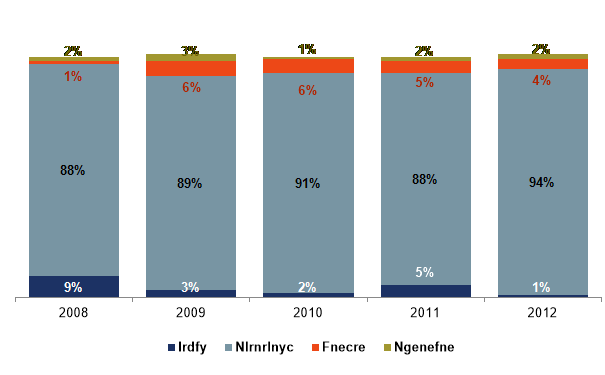 2% 3% 1% 2% 2%
1% 6% 6% 5% 4%
88% 89% 91% 88% 94%
9% 3% 2% 5% 1%
2008 2009 2010 2011 2012
Irdfy Nlrnrlnyc Fnecre Ngenefne